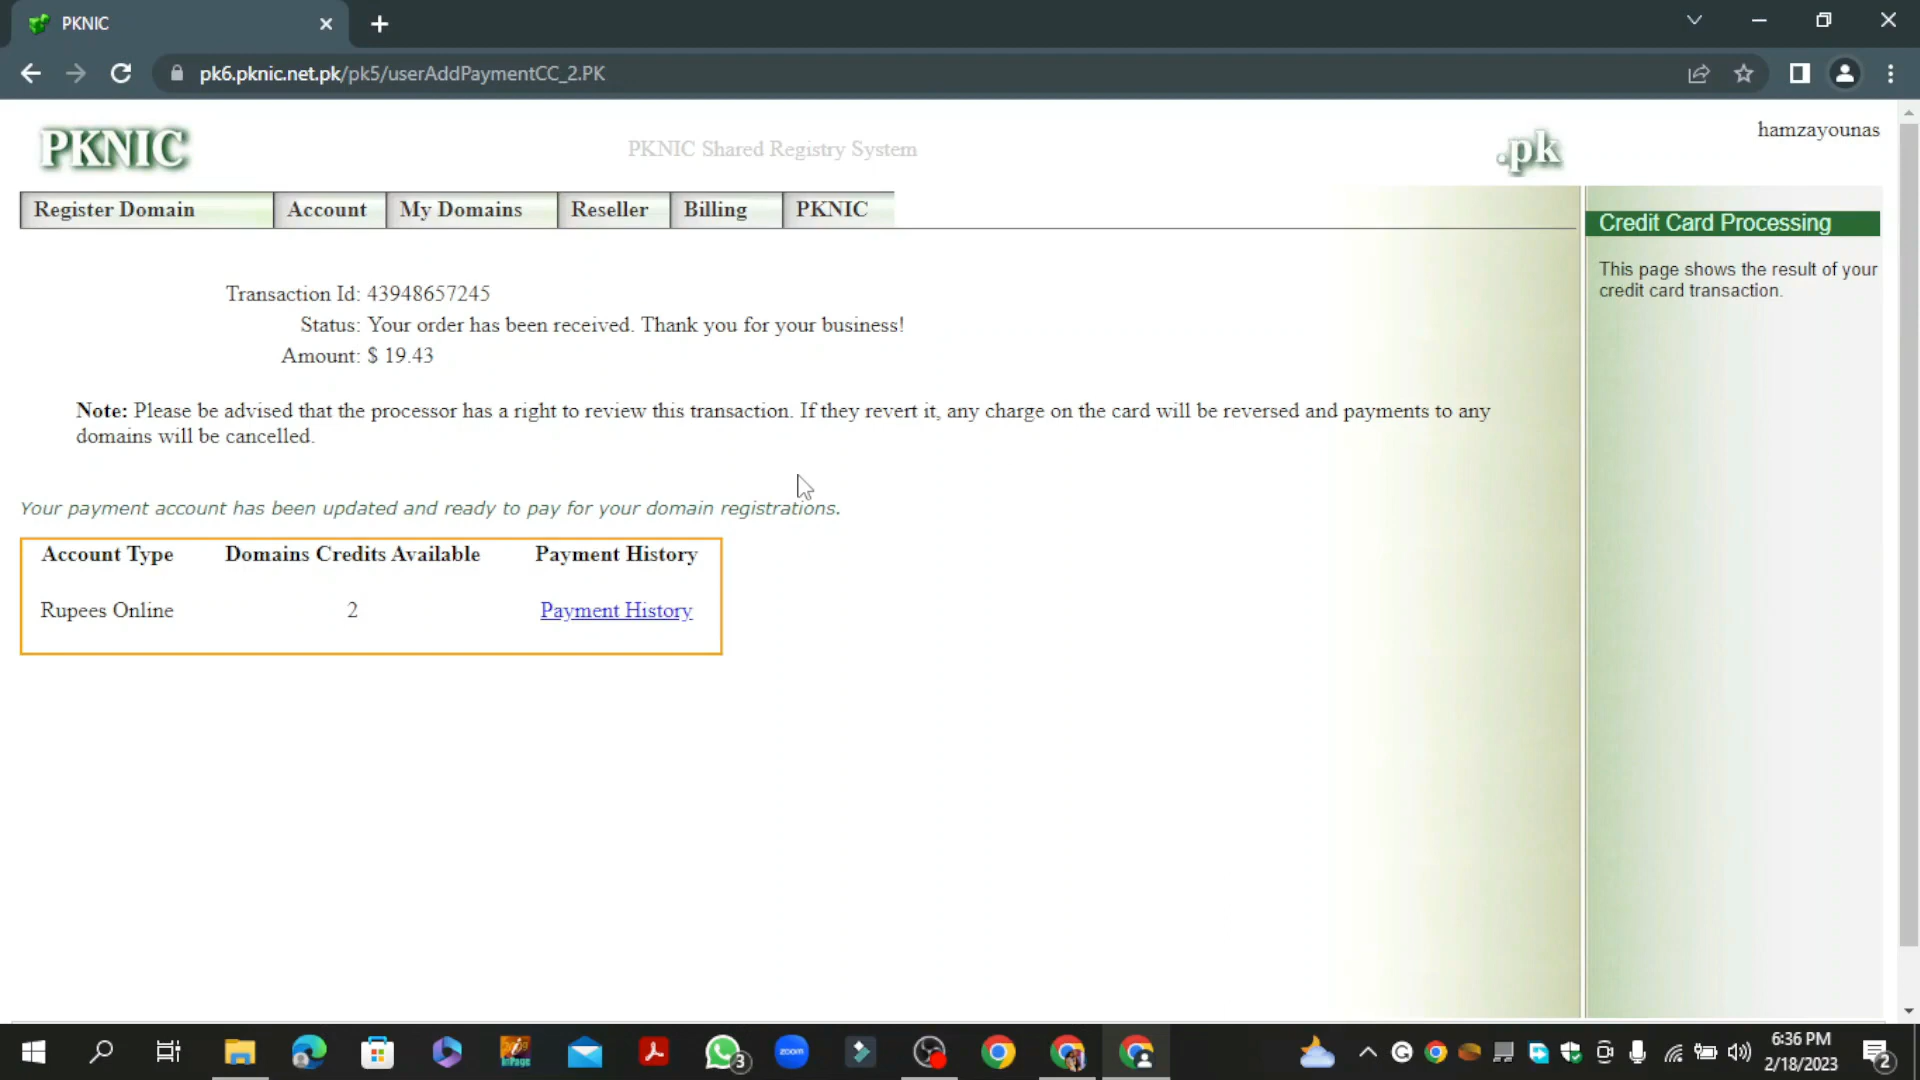 PKNIC
pk6.pknic.net.pk/pk5/userAddPaymentCC_2.PK
PKNIC
PKNIC Shared Registry System
.pk
hamzayounas
Register Domain
Account
My Domains
Reseller
Billing
PKNIC
Credit Card Processing
This page shows the result of your
credit card transaction.
Transaction Id: 43948657245
Status: Your order has been received. Thank you for your business!
Amount: $ 19.43
Note: Please be advised that the processor has a right to review this transaction. If they revert it, any charge on the card will be reversed and payments to any
domains will be cancelled.
Your payment account has been updated and ready to pay for your domain registrations.
Account Type Domains Credits Available Payment History
Rupees Online 2 Payment History
3
zoom
6:36 PM
2/18/2023
2